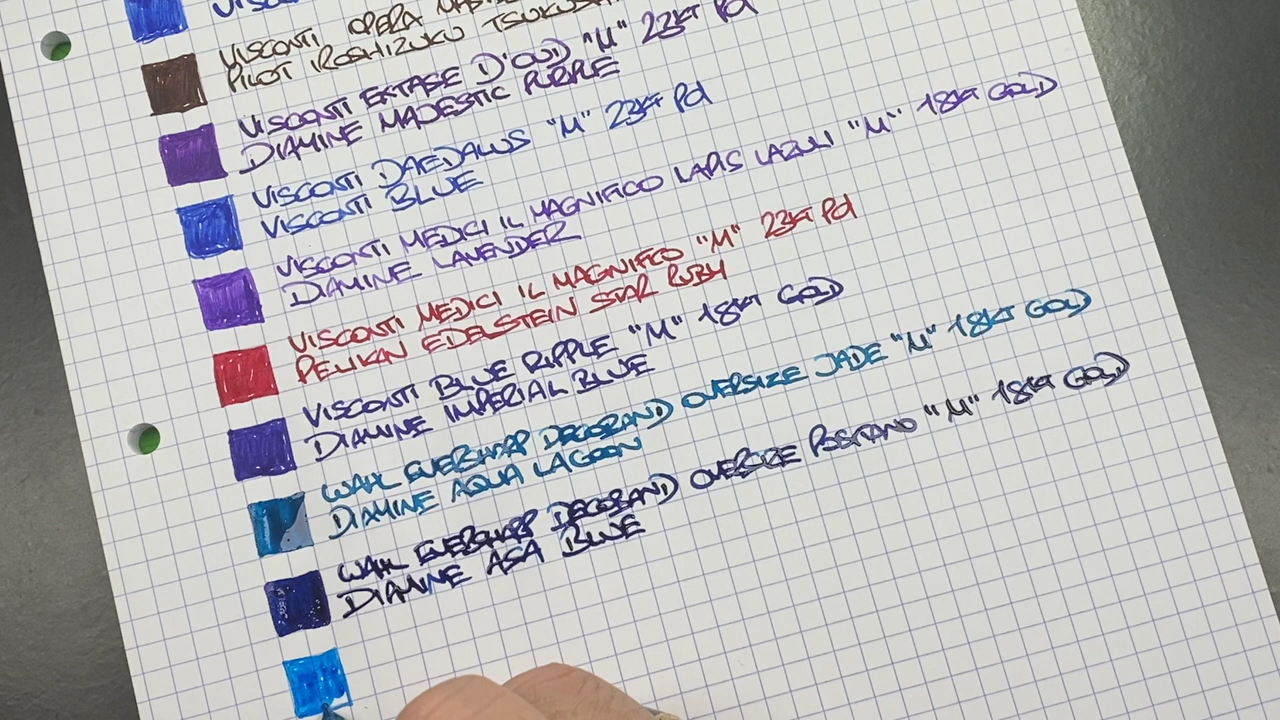 VISCONTI OPERA
PILOT IROSHIZUKU TSUKUSHI
VISCONTI EXTASE D'OUD "M" 23KT Pd
DIAMINE MAJESTIC PURPLE
VISCONTI DAEDALUS "M" 23KT Pd
VISCONTI BLUE
VISCONTI MEDICI IL MAGNIFICO LAPIS LAZULI "M" 18KT GOLD
DIAMINE LAVENDER
VISCONTI MEDICI IL MAGNIFICO "M" 23KT Pd
PELIKAN EDELSTEIN STAR RUBY
VISCONTI BLUE RIPPLE "M" 18KT GOLD
DIAMINE IMPERIAL BLUE
WAHL EVERSHARP DECOBAND OVERSIZE JADE "M" 18KT GOLD
DIAMINE AQUA LAGOON
WAHL EVERSHARP DECOBAND OVERSIZE POSITANO "M" 18KT GOLD
DIAMINE ASA BLUE